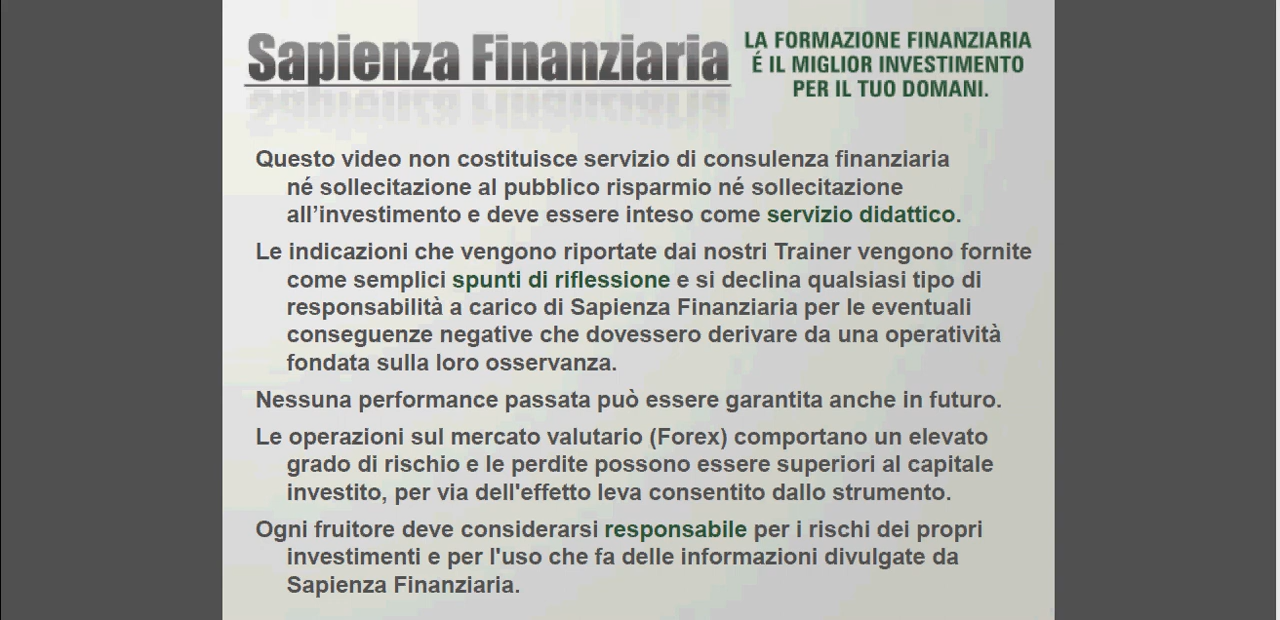 Sapienza Finanziaria
LA FORMAZIONE FINANZIARIA
É IL MIGLIOR INVESTIMENTO
PER IL TUO DOMANI.
Questo video non costituisce servizio di consulenza finanziaria
né sollecitazione al pubblico risparmio né sollecitazione
all’investimento e deve essere inteso come servizio didattico.
Le indicazioni che vengono riportate dai nostri Trainer vengono fornite
come semplici spunti di riflessione e si declina qualsiasi tipo di
responsabilità a carico di Sapienza Finanziaria per le eventuali
conseguenze negative che dovessero derivare da una operatività
fondata sulla loro osservanza.
Nessuna performance passata può essere garantita anche in futuro.
Le operazioni sul mercato valutario (Forex) comportano un elevato
grado di rischio e le perdite possono essere superiori al capitale
investito, per via dell'effetto leva consentito dallo strumento.
Ogni fruitore deve considerarsi responsabile per i rischi dei propri
investimenti e per l'uso che fa delle informazioni divulgate da
Sapienza Finanziaria.